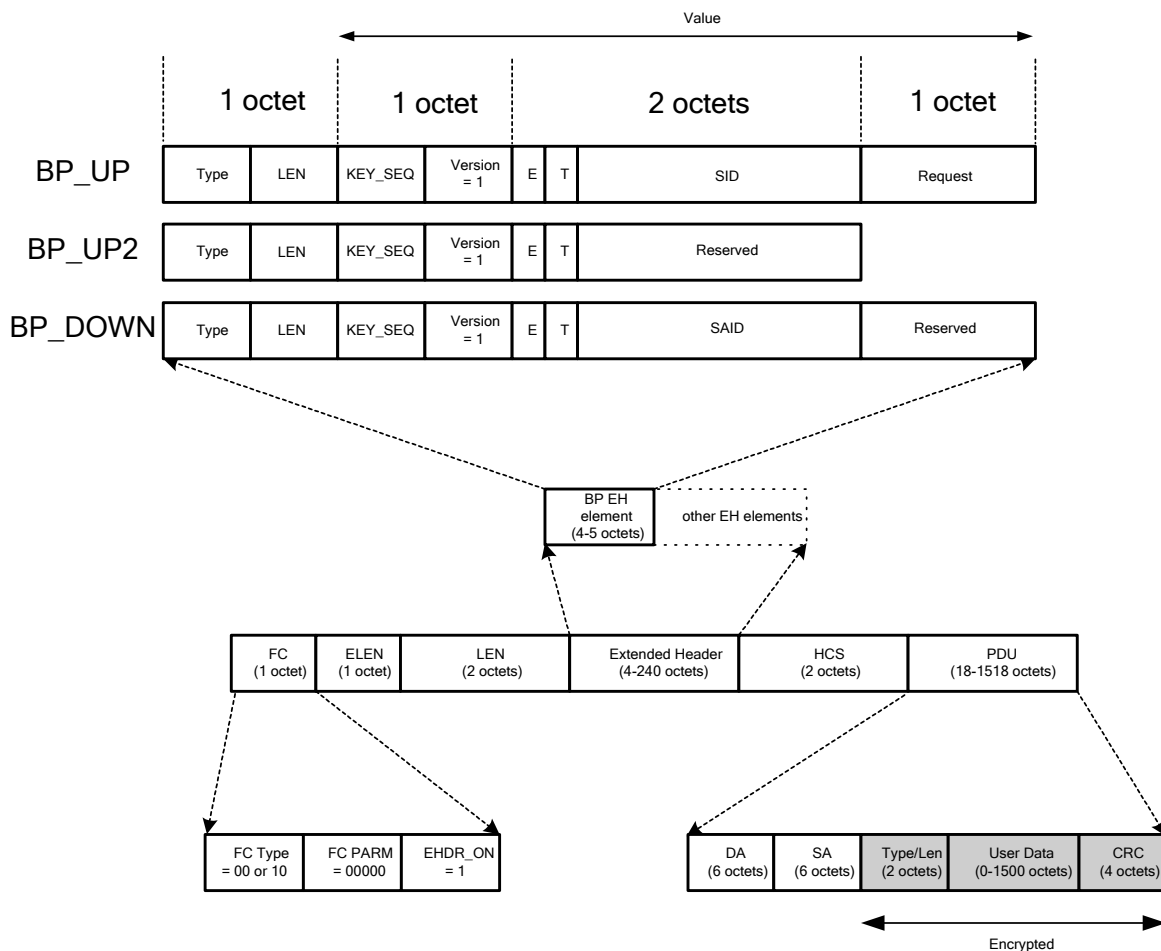 Value
1 octet 1 octet 2 octets 1 octet
BP_UP Type LEN KEY_SEQ Version E T SID Request
= 1
BP_UP2 Type LEN KEY_SEQ Version E T Reserved
= 1
BP_DOWN Type LEN KEY_SEQ Version E T SAID Reserved
= 1
BP EH
element
(4-5 octets)
other EH elements
FC ELEN LEN Extended Header HCS PDU
(1 octet) (1 octet) (2 octets) (4-240 octets) (2 octets) (18-1518 octets)
FC Type FC PARM EHDR_ON
= 00 or 10 = 00000 = 1
DA SA Type/Len User Data CRC
(6 octets) (6 octets) (2 octets) (0-1500 octets) (4 octets)
Encrypted